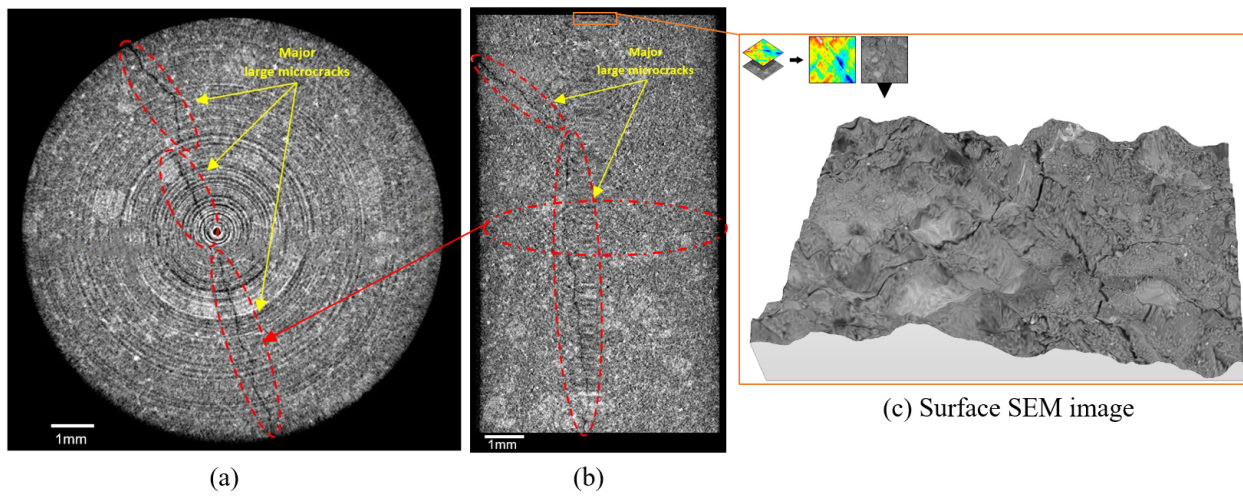 Major
large microcracks
1mm
(a)
Major
large microcracks
1mm
(b)
(c) Surface SEM image